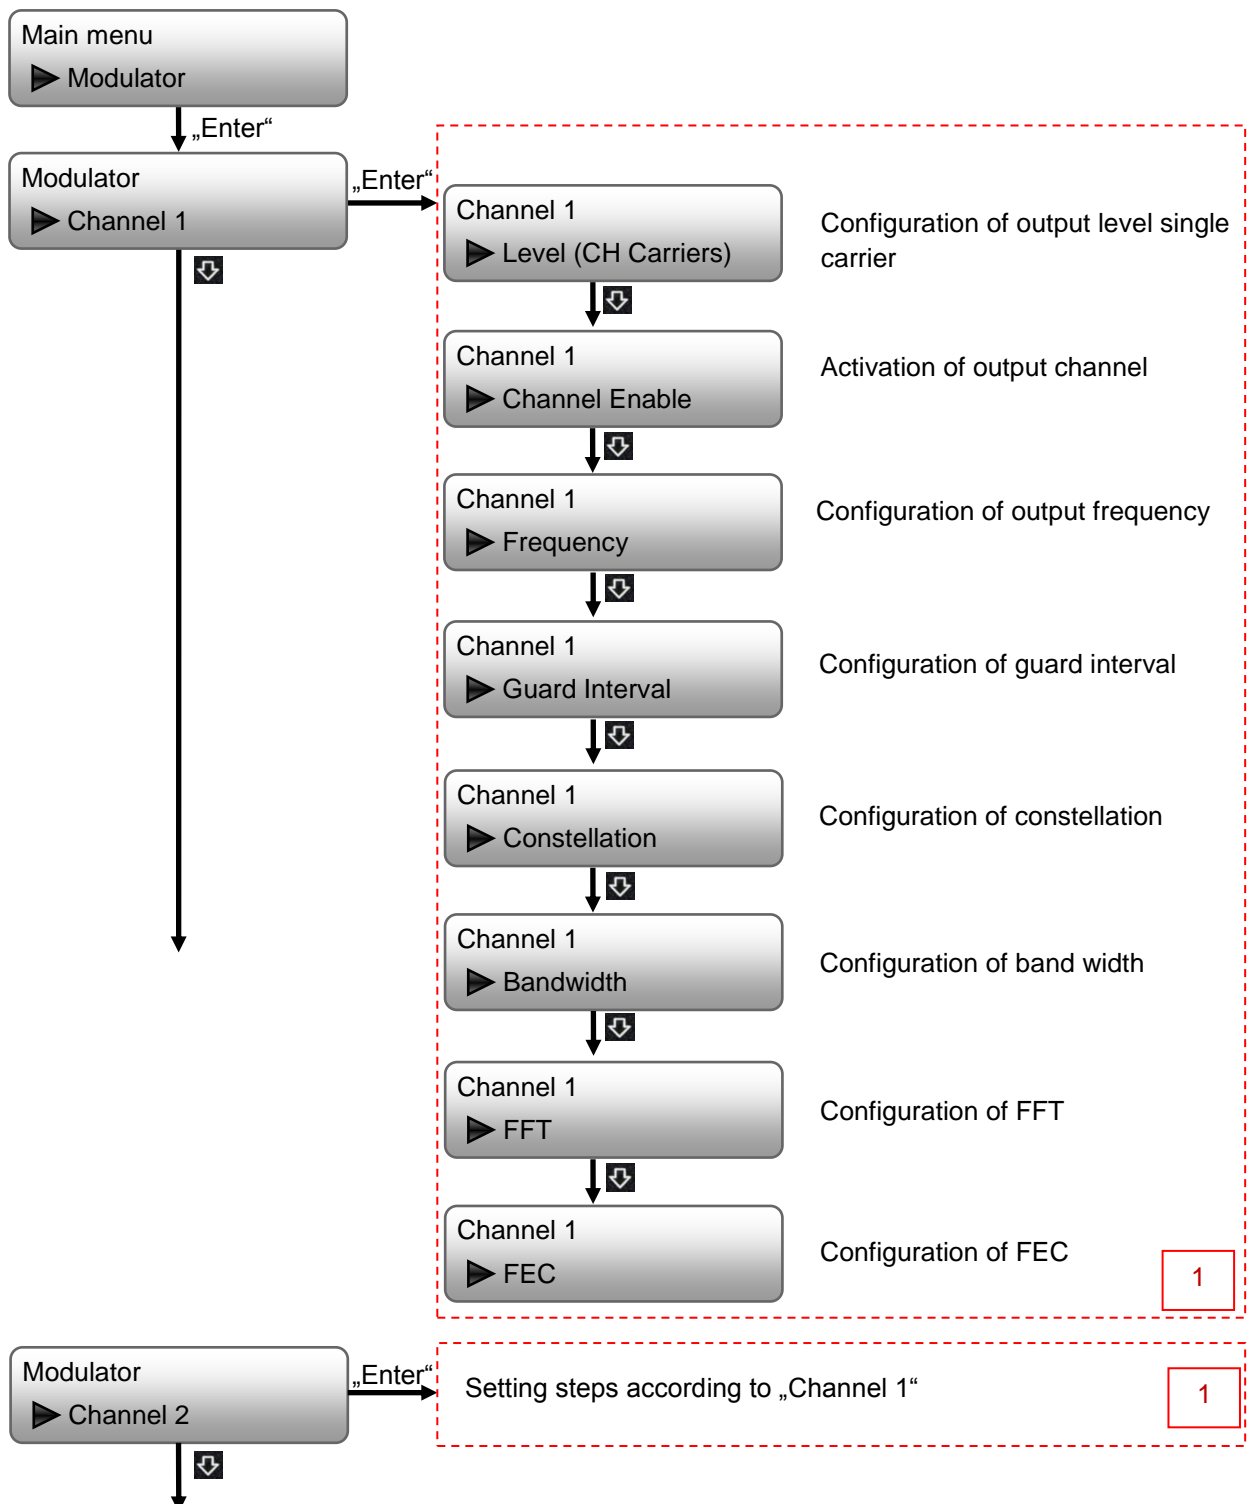 Main menu
Modulator
„Enter“
Modulator
Channel 1
„Enter“
Channel 1
Level (CH Carriers)
Configuration of output level single
carrier
Channel 1
Channel Enable
Activation of output channel
Channel 1
Frequency
Configuration of output frequency
Channel 1
Guard Interval
Configuration of guard interval
Channel 1
Constellation
Configuration of constellation
Channel 1
Bandwidth
Configuration of band width
Channel 1
FFT
Configuration of FFT
Channel 1
FEC
Configuration of FEC
1
Modulator
Channel 2
„Enter“
Setting steps according to „Channel 1“
1